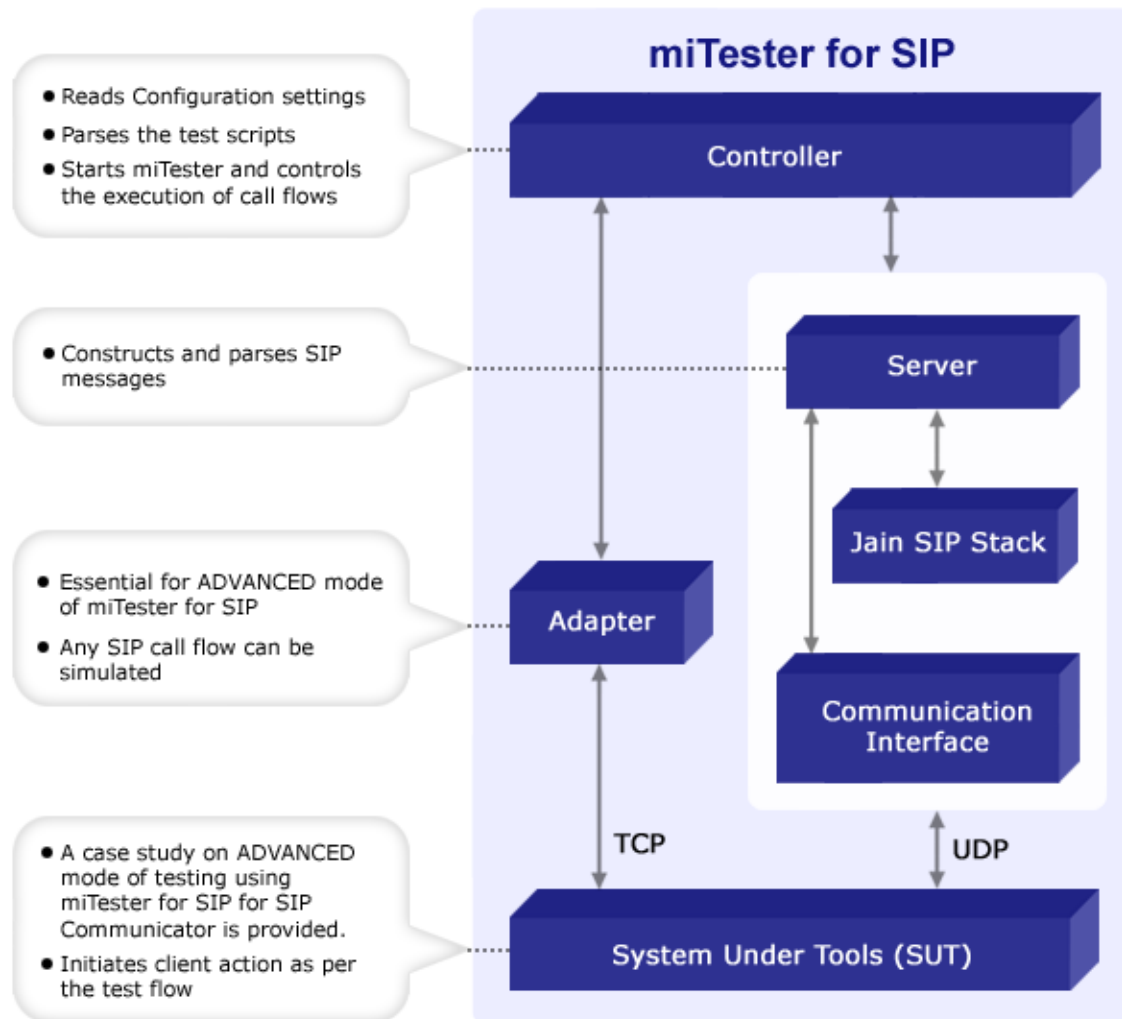 miTester for SIP
● Reads Configuration settings
● Parses the test scripts
● Starts miTester and controls
the execution of call flows
Controller
● Constructs and parses SIP
messages
Server
Jain SIP Stack
● Essential for ADVANCED mode
of miTester for SIP
● Any SIP call flow can be
simulated
Adapter
Communication
Interface
TCP
UDP
● A case study on ADVANCED
mode of testing using
miTester for SIP for SIP
Communicator is provided.
● Initiates client action as per
the test flow
System Under Tools (SUT)